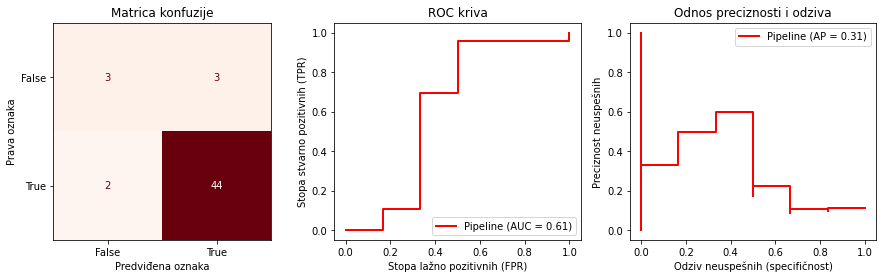 Matrica konfuzije
Prava oznaka
False
True
3
3
2
44
False
True
Predviđena oznaka
ROC kriva
Stopa stvarno pozitivnih (TPR)
1.0
0.8
0.6
0.4
0.2
0.0
Pipeline (AUC = 0.61)
0.0
0.2
0.4
0.6
0.8
1.0
Stopa lažno pozitivnih (FPR)
Odnos preciznosti i odziva
Preciznost neuspešnih
1.0
0.8
0.6
0.4
0.2
0.0
Pipeline (AP = 0.31)
0.0
0.2
0.4
0.6
0.8
1.0
Odziv neuspešnih (specifičnost)